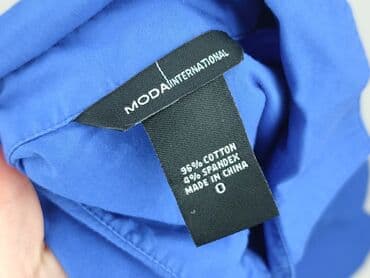 MODA INTERNATIONAL
96% COTTON
4% SPANDEX
MADE IN CHINA
0